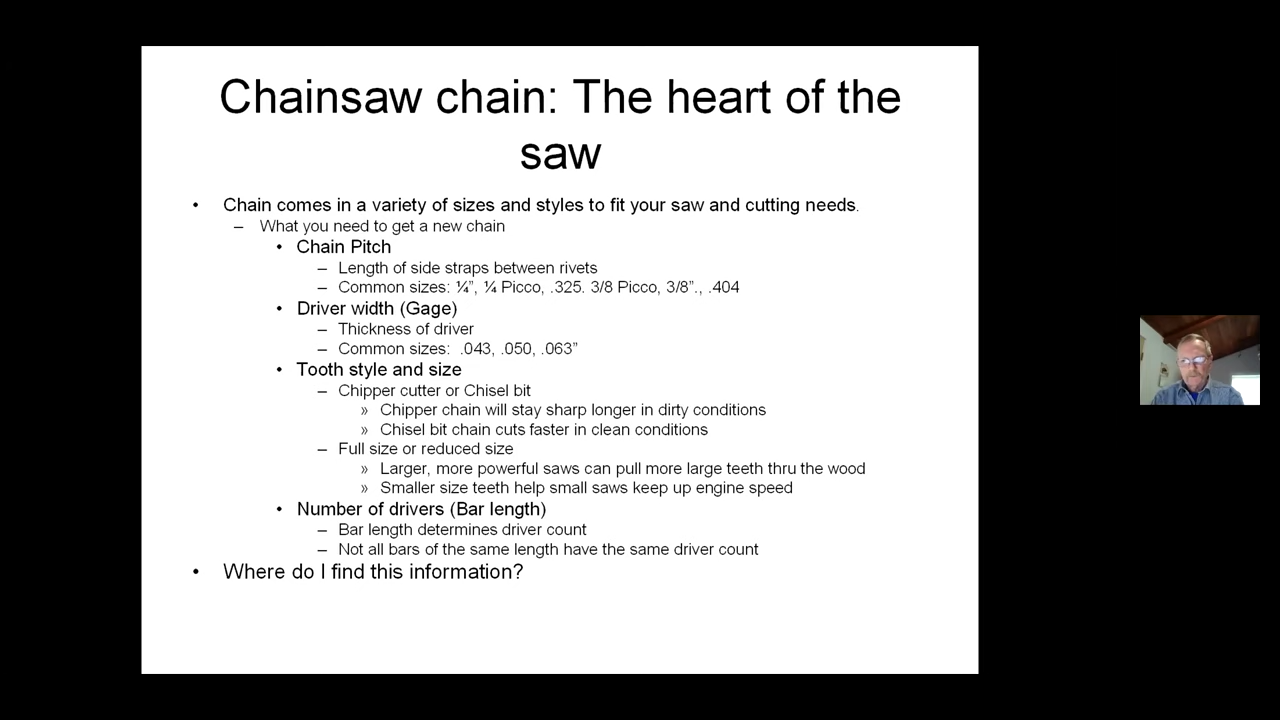 Chainsaw chain: The heart of the
saw
• Chain comes in a variety of sizes and styles to fit your saw and cutting needs.
– What you need to get a new chain
• Chain Pitch
– Length of side straps between rivets
– Common sizes: ¼”, ¼ Picco, .325. 3/8 Picco, 3/8”., .404
• Driver width (Gage)
– Thickness of driver
– Common sizes: .043, .050, .063”
• Tooth style and size
– Chipper cutter or Chisel bit
» Chipper chain will stay sharp longer in dirty conditions
» Chisel bit chain cuts faster in clean conditions
– Full size or reduced size
» Larger, more powerful saws can pull more large teeth thru the wood
» Smaller size teeth help small saws keep up engine speed
• Number of drivers (Bar length)
– Bar length determines driver count
– Not all bars of the same length have the same driver count
• Where do I find this information?